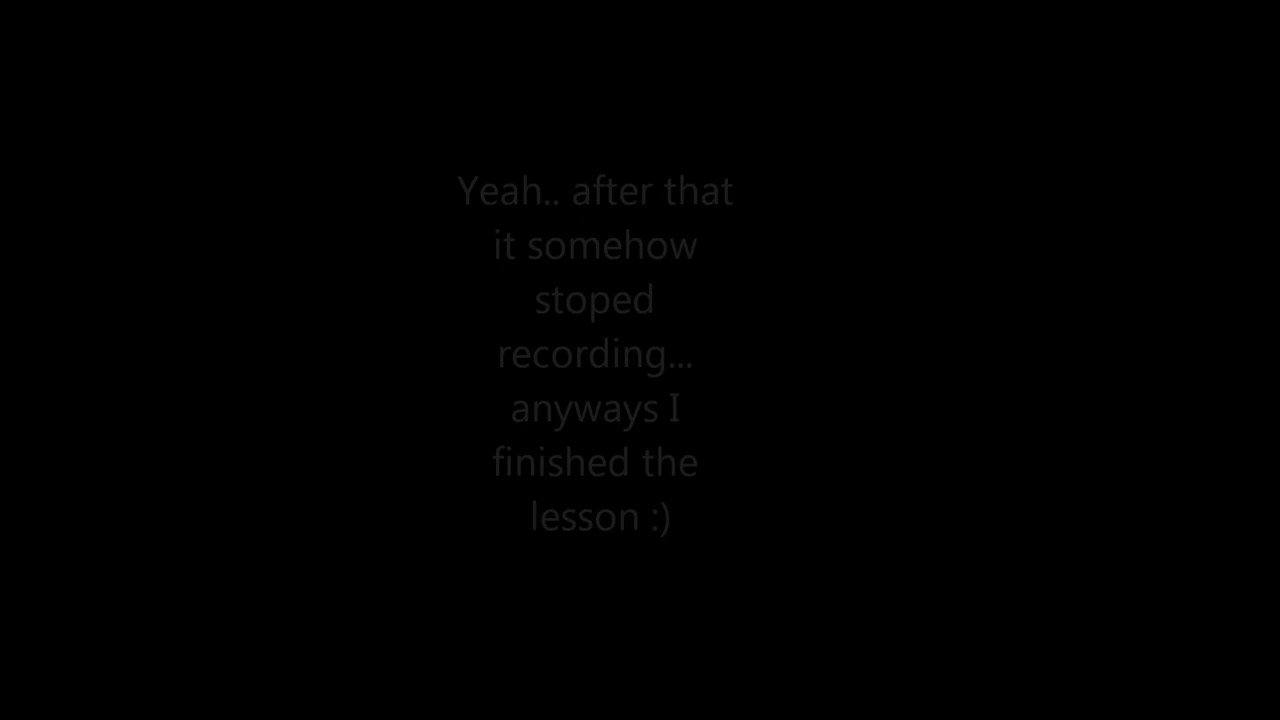 Yeah.. after that
it somehow
stoped
recording...
anyways I
finished the
lesson :)